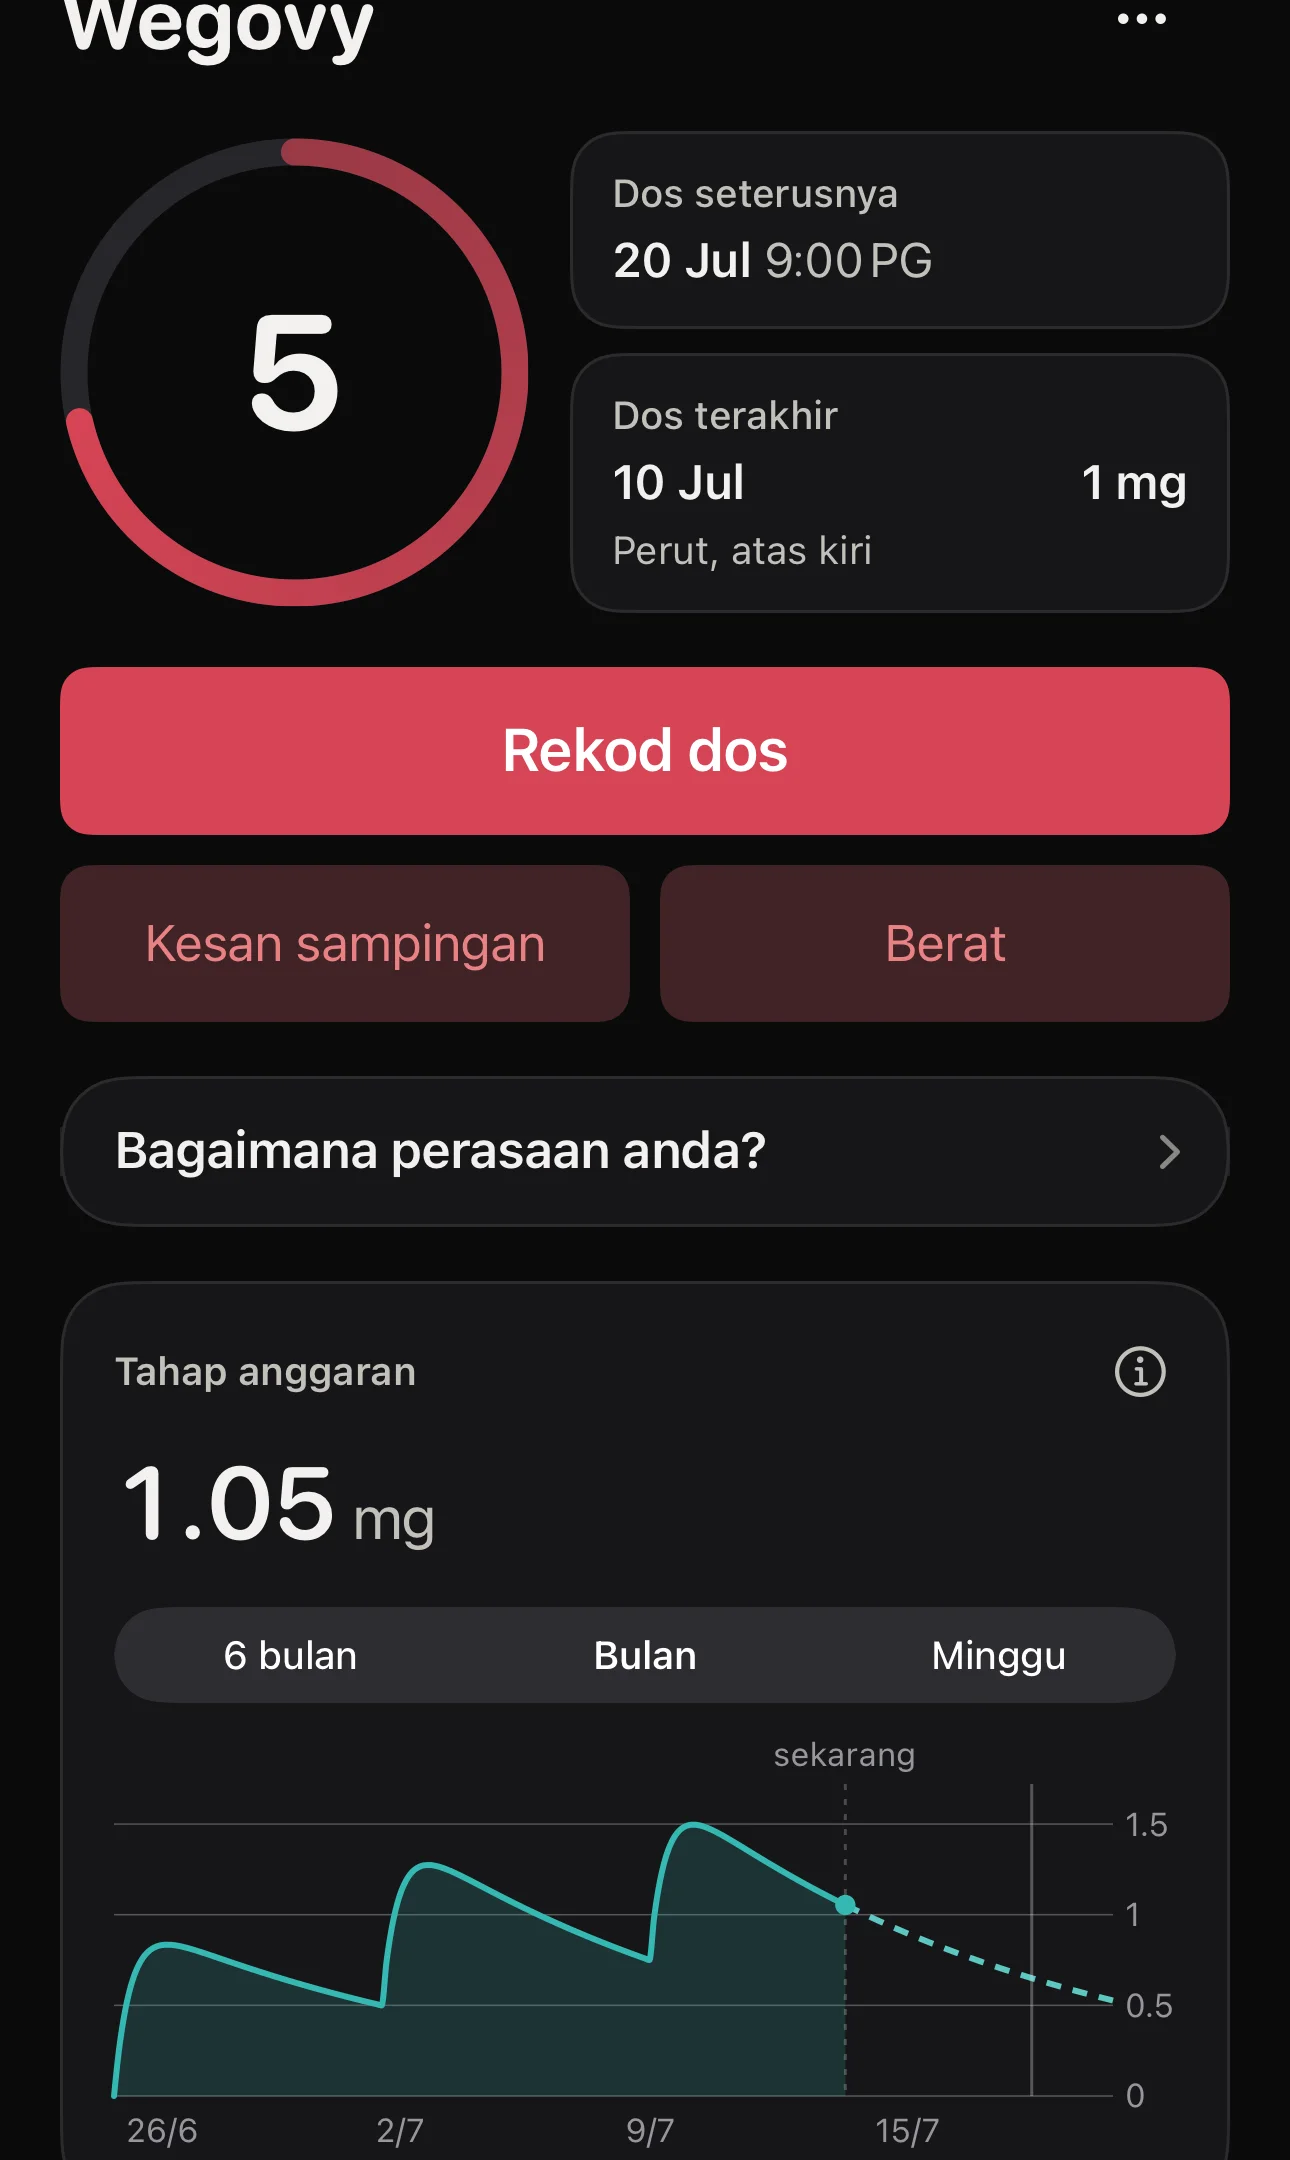 Wegovy
5
Dos seterusnya
20 Jul 9:00 PG
Dos terakhir
10 Jul 1 mg
Perut, atas kiri
Rekod dos
Kesan sampingan Berat
Bagaimana perasaan anda?
Tahap anggaran
1.05 mg
6 bulan Bulan Minggu
sekarang
1.5
1
0.5
0
26/6 2/7 9/7 15/7